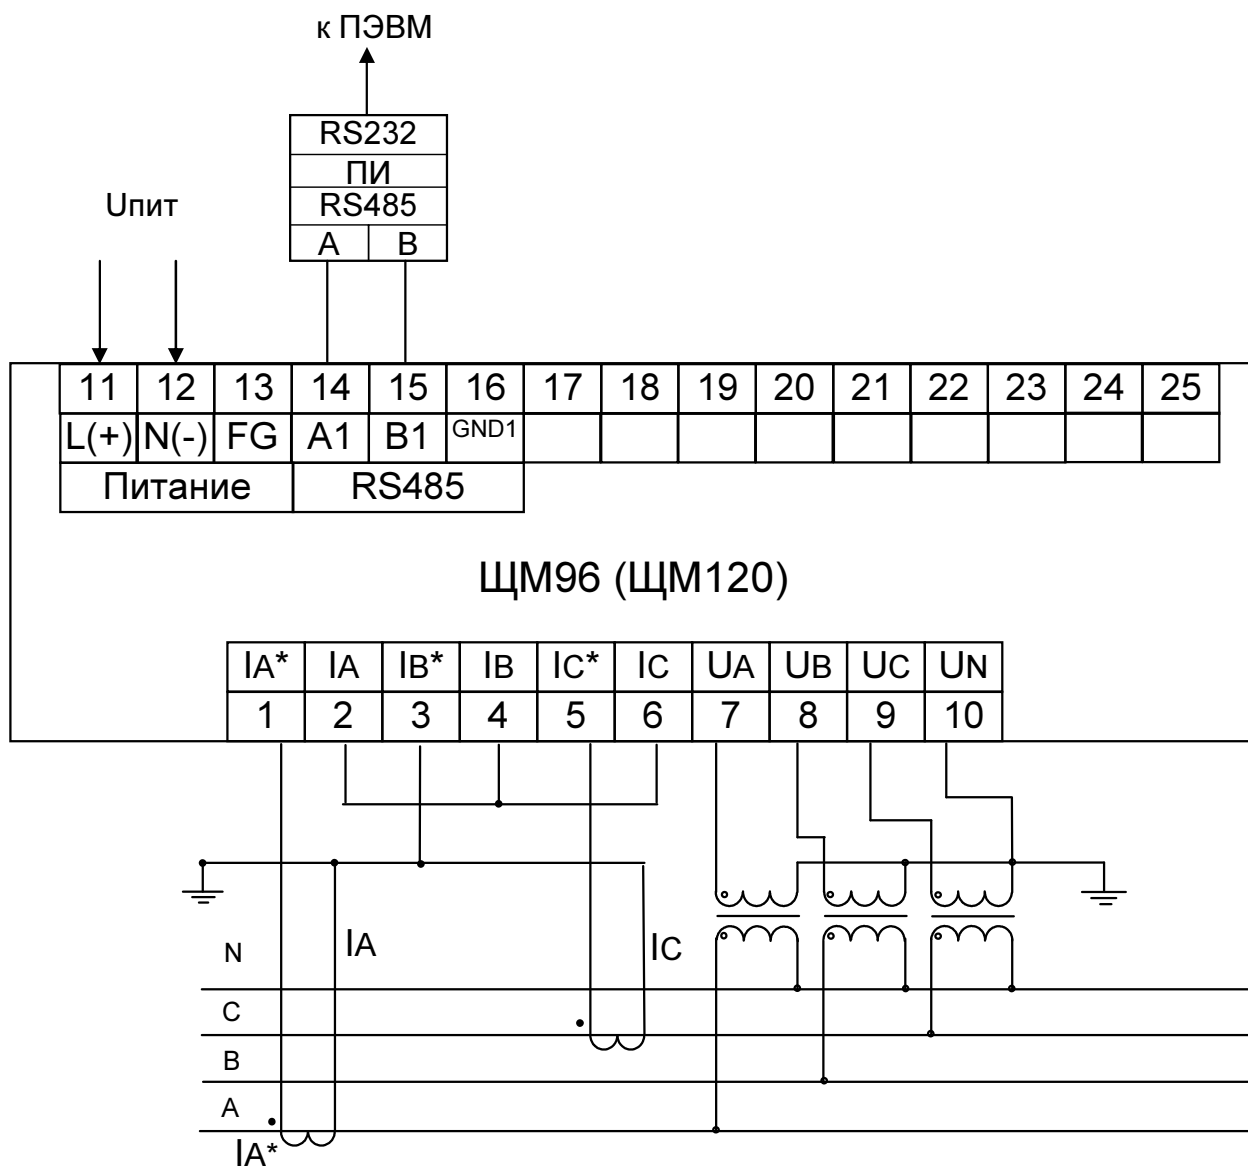 к ПЭВМ
RS232
ПИ
RS485
A B
Uпит
11 12 13 14 15 16 17 18 19 20 21 22 23 24 25
L(+) N(-) FG A1 B1 GND1
Питание RS485
ЩМ96 (ЩМ120)
IA* IA IB* IB IC* IC UA UB UC UN
1 2 3 4 5 6 7 8 9 10
N IA IC
C
B
A
IA*